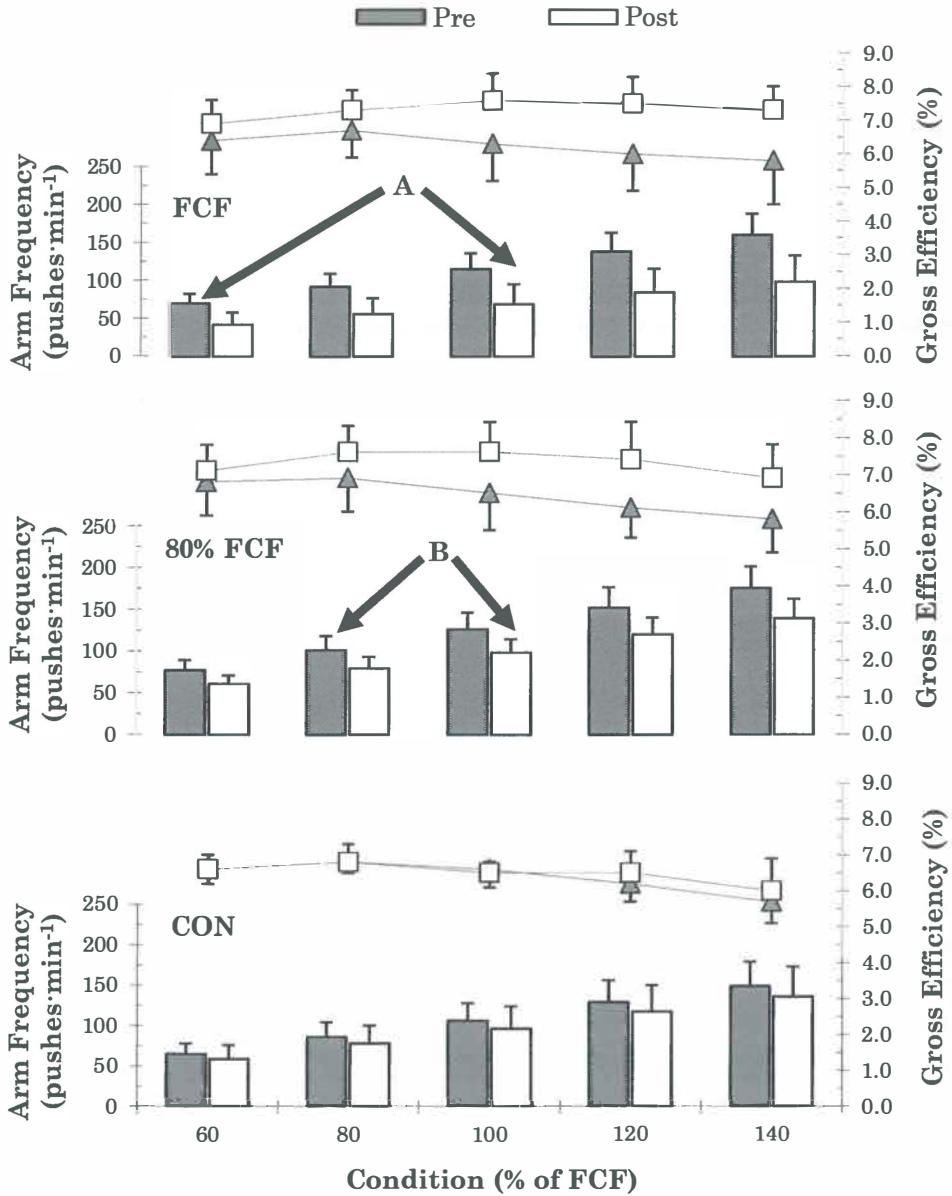 Pre Post
9.0
8.0
7.0
6.0
5.0
4.0
3.0
2.0
1.0
0.0
Gross Efficiency (%)
250
200
150
100
50
0
Arm Frequency
(pushes·min⁻¹)
FCF
A
9.0
8.0
7.0
6.0
5.0
4.0
3.0
2.0
1.0
0.0
Gross Efficiency (%)
250
200
150
100
50
0
Arm Frequency
(pushes·min⁻¹)
80% FCF
B
9.0
8.0
7.0
6.0
5.0
4.0
3.0
2.0
1.0
0.0
Gross Efficiency (%)
250
200
150
100
50
0
Arm Frequency
(pushes·min⁻¹)
CON
60 80 100 120 140
Condition (% of FCF)